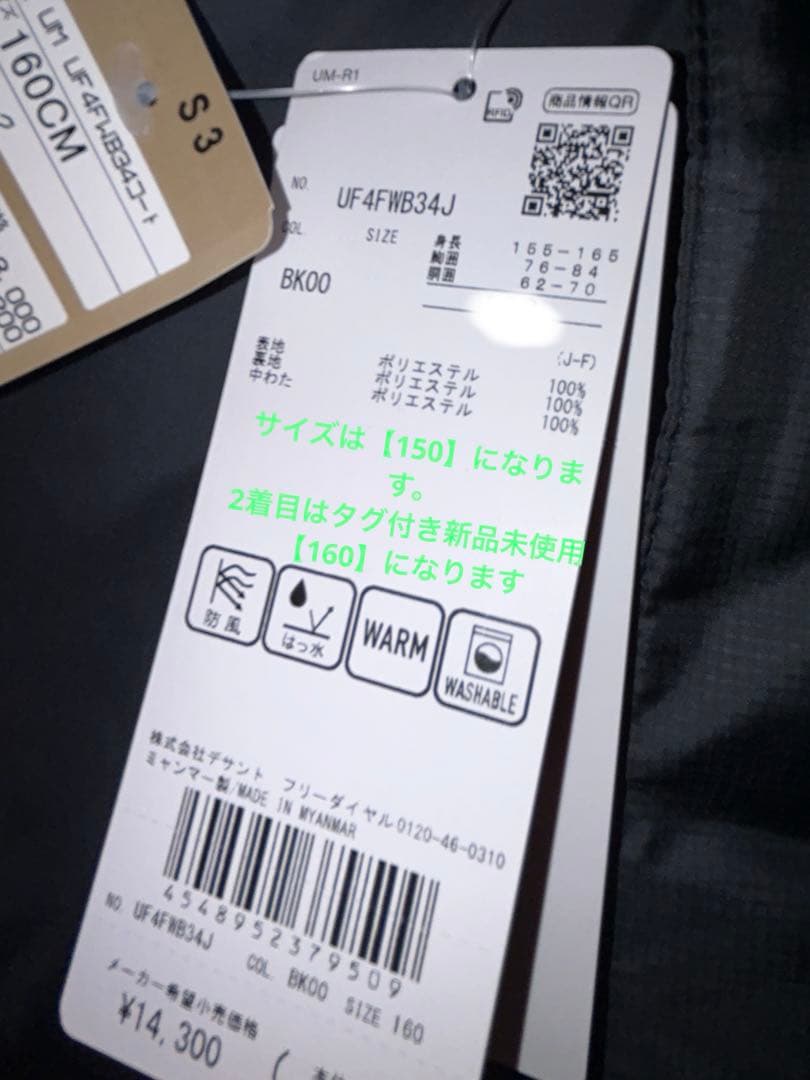 UM UF4FWB34コート
160CM
S3
UM-R1
RFID
商品情報QR
NO. UF4FWB34J
COL. SIZE
BK00
身長 155-165
胸囲 76-84
胴囲 62-70
(J-F)
表地 ポリエステル 100%
裏地 ポリエステル 100%
中わた ポリエステル 100%
サイズは【150】になりま
す。
2着目はタグ付き新品未使用
【160】になります
防風
はっ水
WARM
WASHABLE
株式会社デサント フリーダイヤル0120-46-0310
ミャンマー製/MADE IN MYANMAR
4548952379509
NO. UF4FWB34J COL. BK00 SIZE 160
メーカー希望小売価格
¥14,300